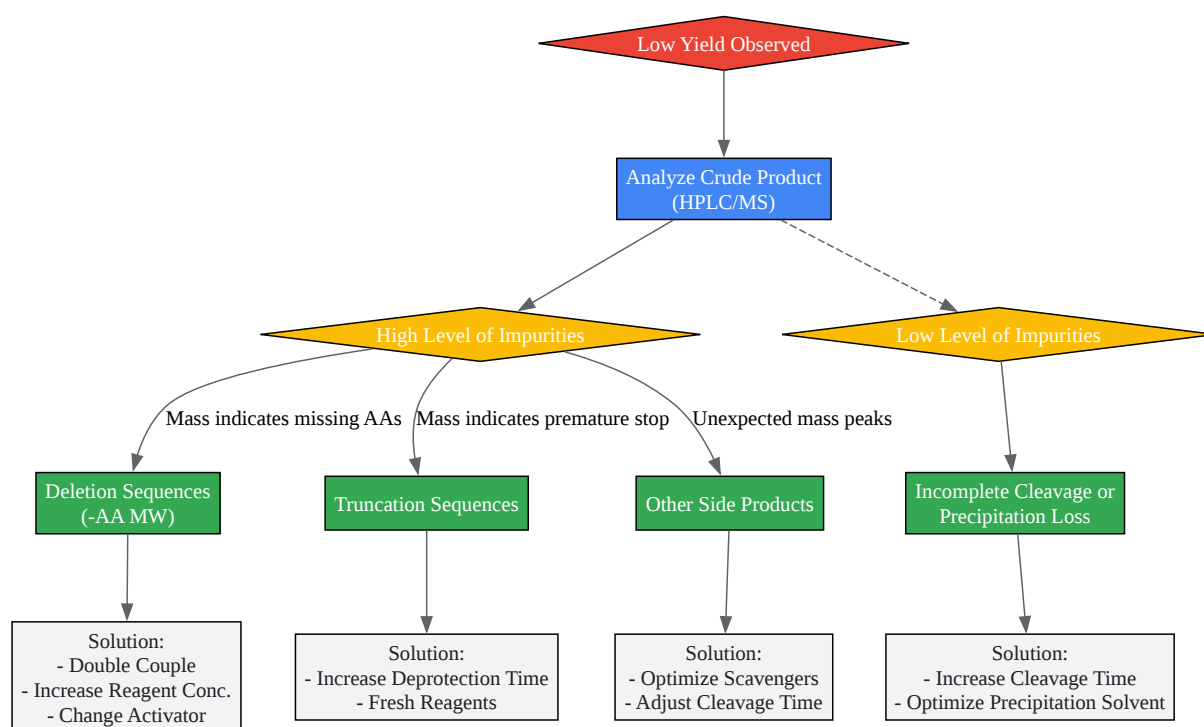 Low Yield Observed
Analyze Crude Product
(HPLC/MS)
High Level of Impurities
Low Level of Impurities
Mass indicates missing AAs
Mass indicates premature stop
Unexpected mass peaks
Deletion Sequences
(-AA MW)
Truncation Sequences
Other Side Products
Incomplete Cleavage or
Precipitation Loss
Solution:
- Double Couple
- Increase Reagent Conc.
- Change Activator
Solution:
- Increase Deprotection Time
- Fresh Reagents
Solution:
- Optimize Scavengers
- Adjust Cleavage Time
Solution:
- Increase Cleavage Time
- Optimize Precipitation Solvent